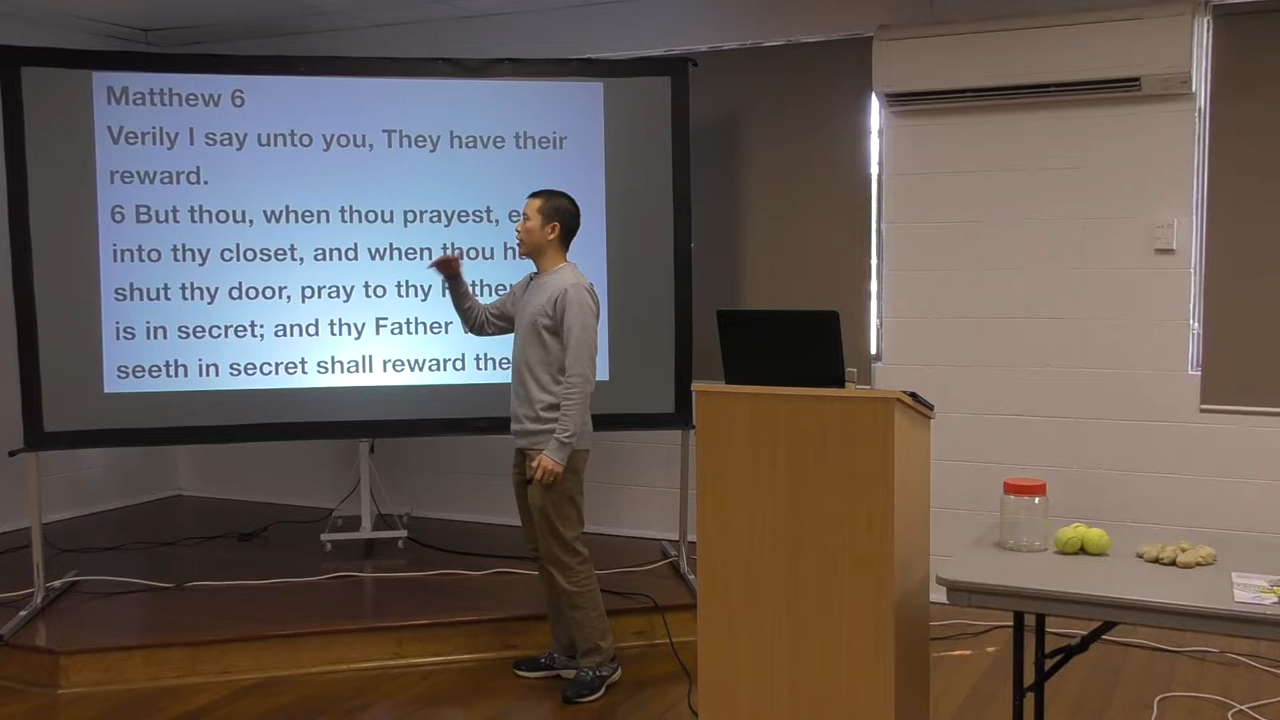 Matthew 6
Verily I say unto you, They have their
reward.
6 But thou, when thou prayest,
into thy closet, and when thou
shut thy door, pray to thy Father
is in secret; and thy Father
seeth in secret shall reward